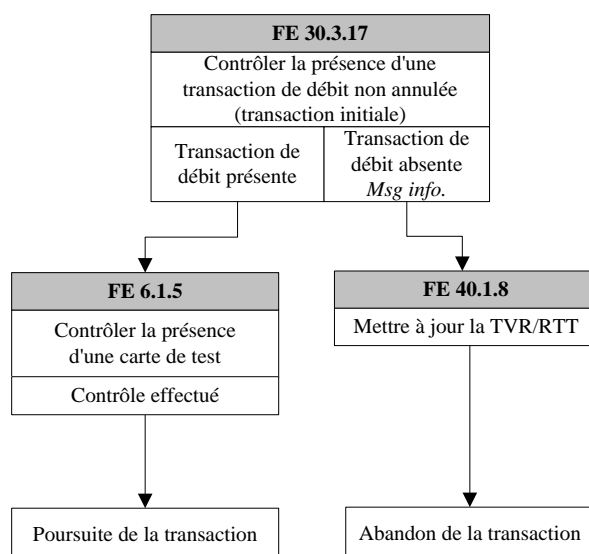 FE 30.3.17
Contrôler la présence d'une
transaction de débit non annulée
(transaction initiale)
Transaction de
débit présente
Transaction de
débit absente
Msg info.
FE 6.1.5
Contrôler la présence
d'une carte de test
Contrôle effectué
FE 40.1.8
Mettre à jour la TVR/RTT
Poursuite de la transaction
Abandon de la transaction